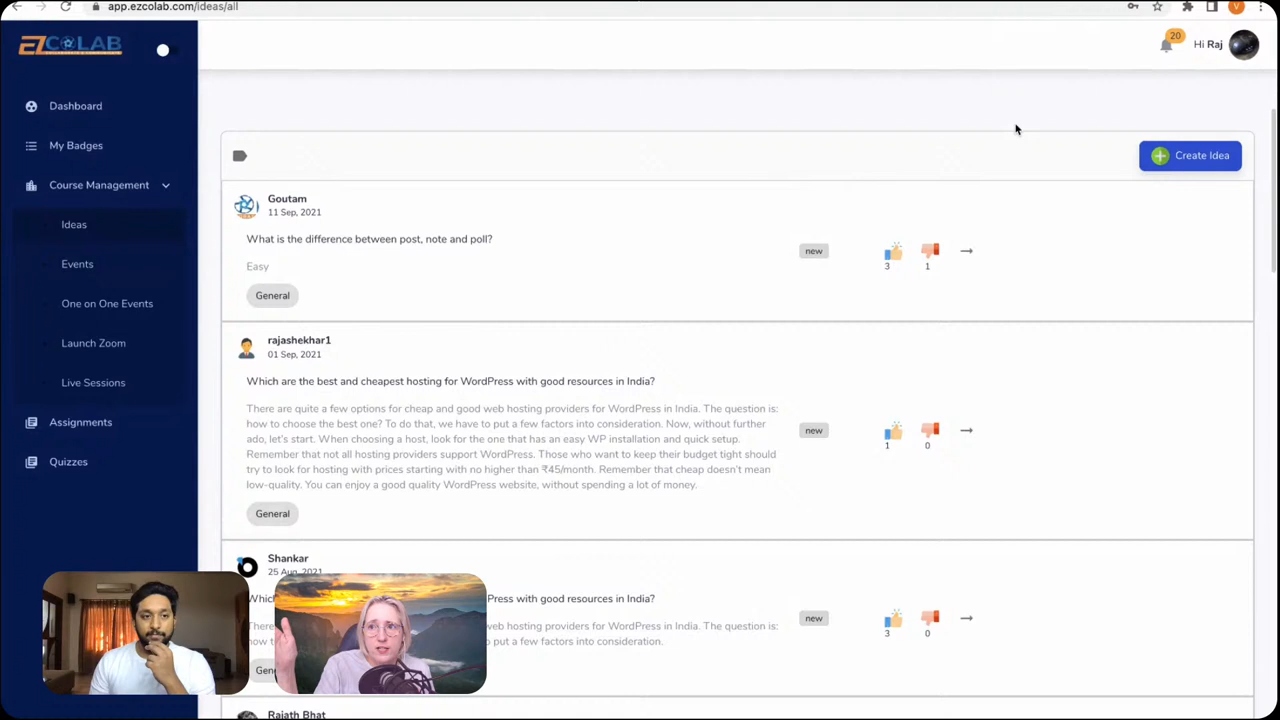 app.ezcolab.com/ideas/all
V
EZCOLAB
20
Hi Raj
Dashboard
My Badges
Course Management
Ideas
Events
One on One Events
Launch Zoom
Live Sessions
Assignments
Quizzes
Create Idea
Goutam
11 Sep, 2021
What is the difference between post, note and poll?
Easy
General
new
3
1
rajashekhar1
01 Sep, 2021
Which are the best and cheapest hosting for WordPress with good resources in India?
There are quite a few options for cheap and good web hosting providers for WordPress in India. The question is:
how to choose the best one? To do that, we have to put a few factors into consideration. Now, without further
ado, let's start. When choosing a host, look for the one that has an easy WP installation and quick setup.
Remember that not all hosting providers support WordPress. Those who want to keep their budget tight should
try to look for hosting with prices starting with no higher than ₹45/month. Remember that cheap doesn't mean
low-quality. You can enjoy a good quality WordPress website, without spending a lot of money.
General
new
1
0
Shankar
25 Aug, 2021
Press with good resources in India?
web hosting providers for WordPress in India. The question is:
put a few factors into consideration.
new
3
0
Rajath Bhat